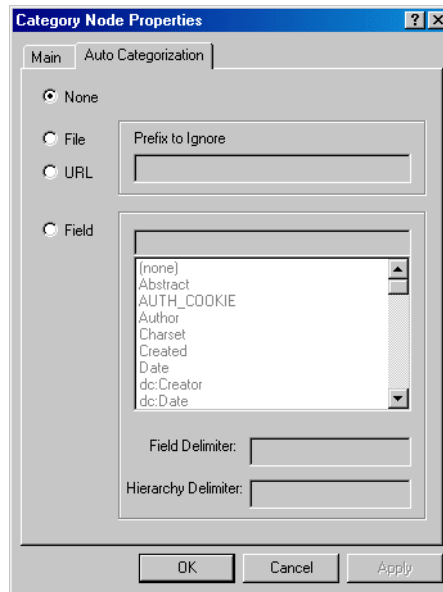 Category Node Properties
Main
Auto Categorization
None
File
URL
Prefix to Ignore
Field
(none)
Abstract
AUTH_COOKIE
Author
Charset
Created
Date
dc:Creator
dc:Date
Field Delimiter:
Hierarchy Delimiter:
OK
Cancel
Apply